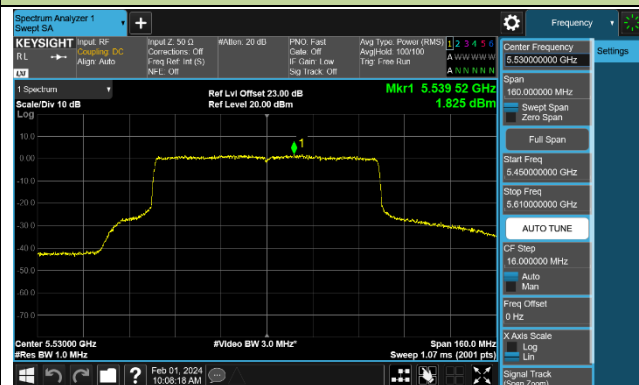 Spectrum Analyzer 1
Swept SA
Frequency
KEYSIGHT
RL
LXI
Input: RF
Coupling: DC
Align: Auto
Input Z: 50 Ω
Corrections: Off
Freq Ref: Int (S)
NFE: Off
#Atten: 20 dB
PNO: Fast
Gate: Off
IF Gain: Low
Sig Track: Off
Avg Type: Power (RMS)
Avg|Hold: 100/100
Trig: Free Run
1 2 3 4 5 6
A W W W W W
A N N N N N
1 Spectrum
Scale/Div 10 dB
Log
Ref Lvl Offset 23.00 dB
Ref Level 20.00 dBm
Mkr1 5.539 52 GHz
1.825 dBm
1
10.0
0.00
-10.0
-20.0
-30.0
-40.0
-50.0
-60.0
-70.0
Center 5.53000 GHz
#Res BW 1.0 MHz
#Video BW 3.0 MHz*
Span 160.0 MHz
Sweep 1.07 ms (2001 pts)
Center Frequency
5.530000000 GHz
Settings
Span
160.000000 MHz
Swept Span
Zero Span
Full Span
Start Freq
5.450000000 GHz
Stop Freq
5.610000000 GHz
AUTO TUNE
CF Step
16.000000 MHz
Auto
Man
Freq Offset
0 Hz
X Axis Scale
Log
Lin
Signal Track
(Span Zoom)
Feb 01, 2024
10:08:18 AM